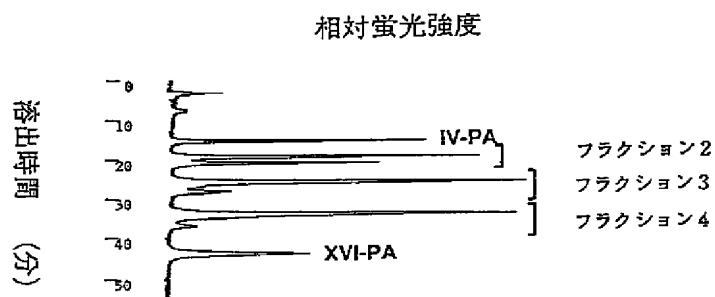 相対蛍光強度
0
10
IV-PA
フラクション2
20
フラクション3
30
フラクション4
40
XVI-PA
50
溶出時間 (分)